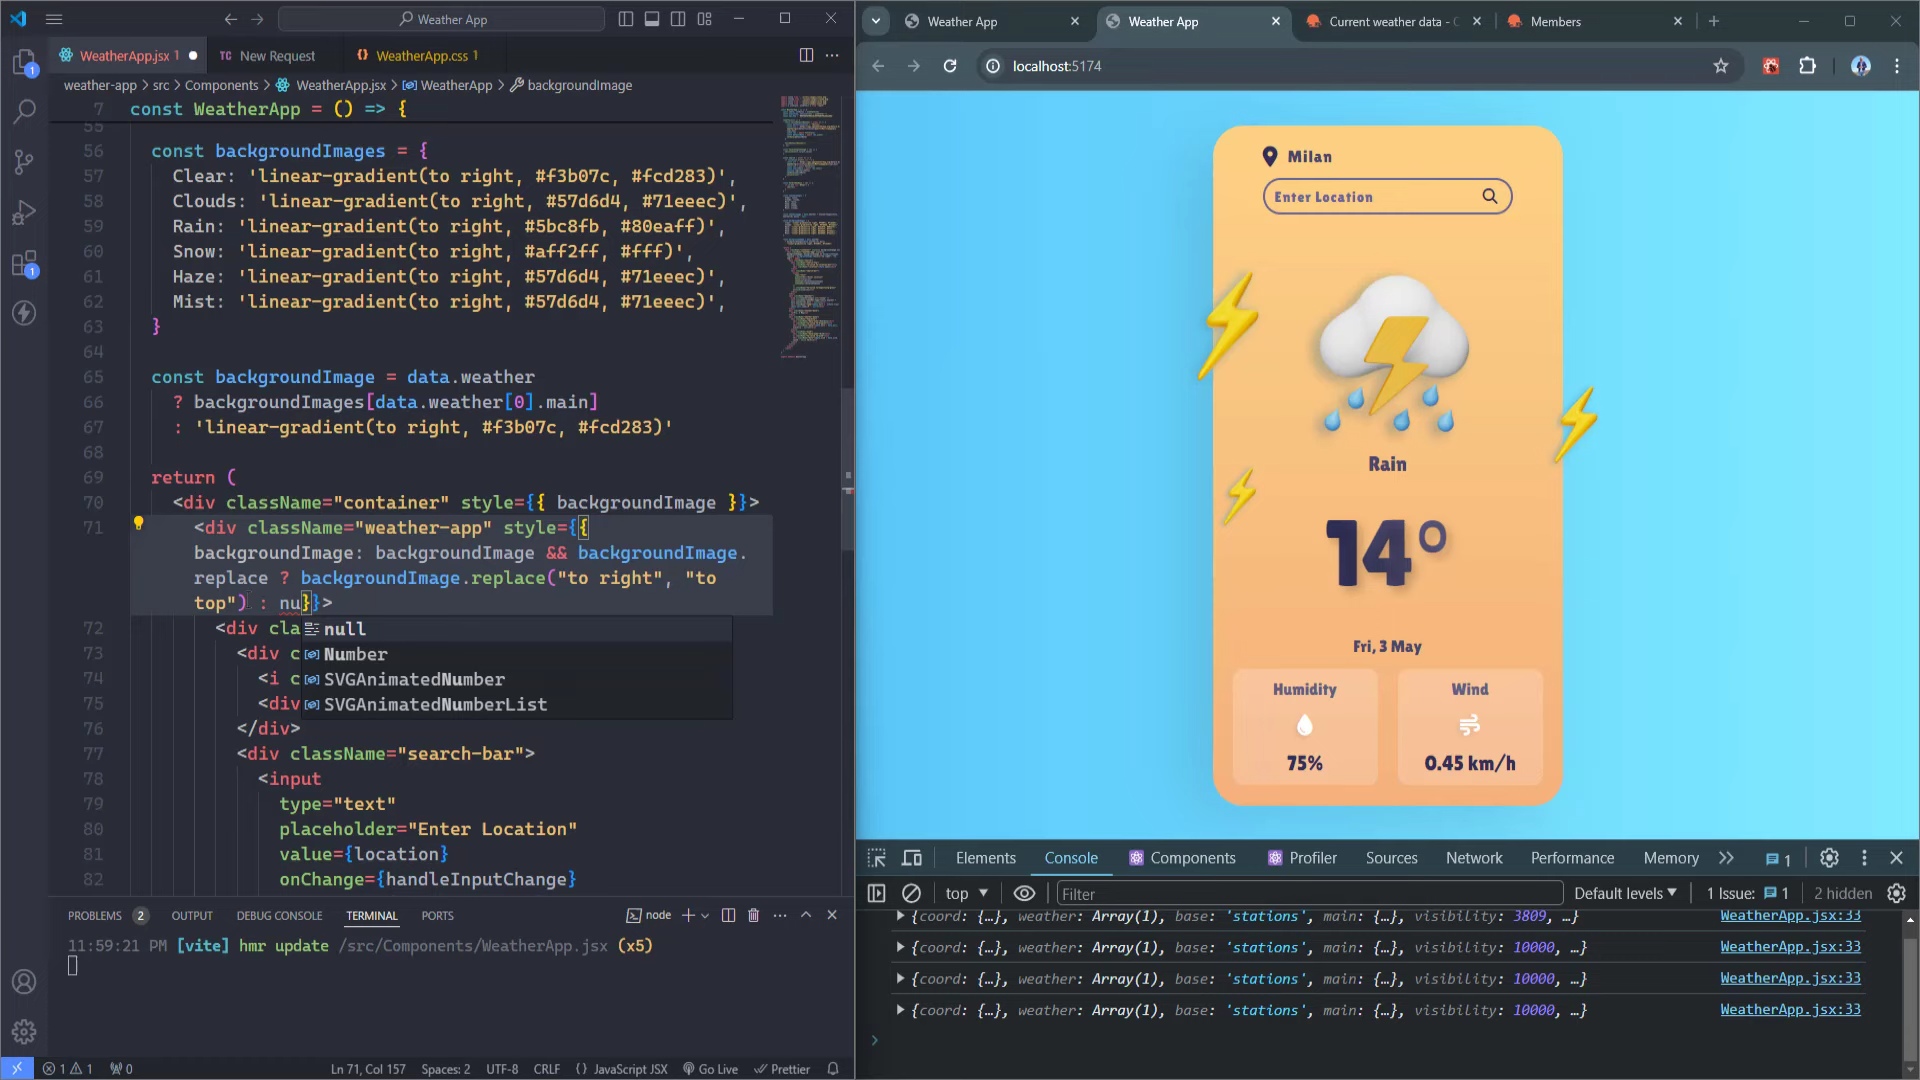 Weather App
WeatherApp.jsx 1
TC New Request
WeatherApp.css 1
weather-app > src > Components > WeatherApp.jsx > WeatherApp > backgroundImage
7 const WeatherApp = () => {
55
56 const backgroundImages = {
57 Clear: 'linear-gradient(to right, #f3b07c, #fcd283)',
58 Clouds: 'linear-gradient(to right, #57d6d4, #71eeec)',
59 Rain: 'linear-gradient(to right, #5bc8fb, #80eaff)',
60 Snow: 'linear-gradient(to right, #aff2ff, #fff)',
61 Haze: 'linear-gradient(to right, #57d6d4, #71eeec)',
62 Mist: 'linear-gradient(to right, #57d6d4, #71eeec)',
63 }
64
65 const backgroundImage = data.weather
66 ? backgroundImages[data.weather[0].main]
67 : 'linear-gradient(to right, #f3b07c, #fcd283)'
68
69 return (
70 <div className="container" style={{ backgroundImage }}>
71 <div className="weather-app" style={{
backgroundImage: backgroundImage && backgroundImage.
replace ? backgroundImage.replace("to right", "to
top") : nu}}>
72 <div cla
null
73 <div c
Number
74 <i c
SVGAnimatedNumber
75 <div
SVGAnimatedNumberList
76 </div>
77 <div className="search-bar">
78 <input
79 type="text"
80 placeholder="Enter Location"
81 value={location}
82 onChange={handleInputChange}
PROBLEMS 2 OUTPUT DEBUG CONSOLE TERMINAL PORTS
node
11:59:21 PM [vite] hmr update /src/Components/WeatherApp.jsx (x5)
1 1 0
Ln 71, Col 157 Spaces: 2 UTF-8 CRLF {} JavaScript JSX Go Live Prettier
Weather App
Weather App
Current weather data -
Members
localhost:5174
Milan
Enter Location
Rain
14°
Fri, 3 May
Humidity
75%
Wind
0.45 km/h
Elements Console Components Profiler Sources Network Performance Memory 1
top Filter Default levels 1 Issue: 1 2 hidden
{coord: {…}, weather: Array(1), base: 'stations', main: {…}, visibility: 3809, …} WeatherApp.jsx:33
{coord: {…}, weather: Array(1), base: 'stations', main: {…}, visibility: 10000, …} WeatherApp.jsx:33
{coord: {…}, weather: Array(1), base: 'stations', main: {…}, visibility: 10000, …} WeatherApp.jsx:33
{coord: {…}, weather: Array(1), base: 'stations', main: {…}, visibility: 10000, …} WeatherApp.jsx:33